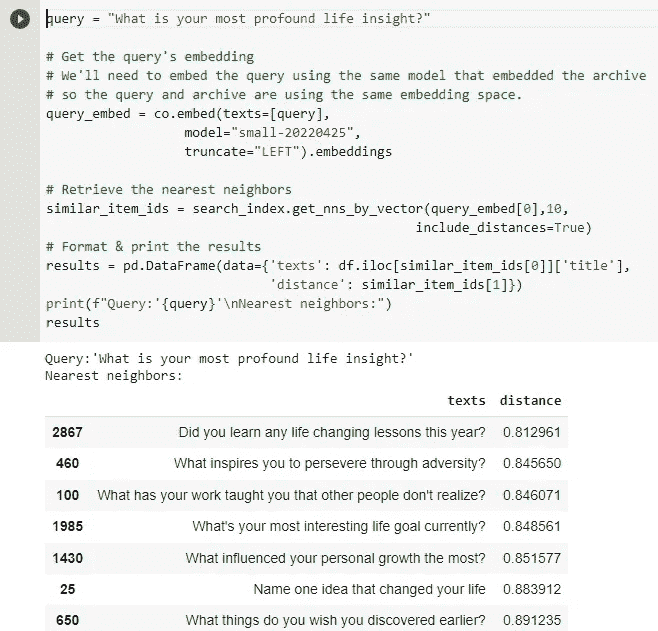 query = "What is your most profound life insight?"
# Get the query's embedding
# We'll need to embed the query using the same model that embedded the archive
# so the query and archive are using the same embedding space.
query_embed = co.embed(texts=[query],
model="small-20220425",
truncate="LEFT").embeddings
# Retrieve the nearest neighbors
similar_item_ids = search_index.get_nns_by_vector(query_embed[0],10,
include_distances=True)
# Format & print the results
results = pd.DataFrame(data={'texts': df.iloc[similar_item_ids[0]]['title'],
'distance': similar_item_ids[1]})
print(f"Query:'{query}'\nNearest neighbors:")
results
Query:'What is your most profound life insight?'
Nearest neighbors:
texts distance
2867 Did you learn any life changing lessons this year? 0.812961
460 What inspires you to persevere through adversity? 0.845650
100 What has your work taught you that other people don't realize? 0.846071
1985 What's your most interesting life goal currently? 0.848561
1430 What influenced your personal growth the most? 0.851577
25 Name one idea that changed your life 0.883912
650 What things do you wish you discovered earlier? 0.891235